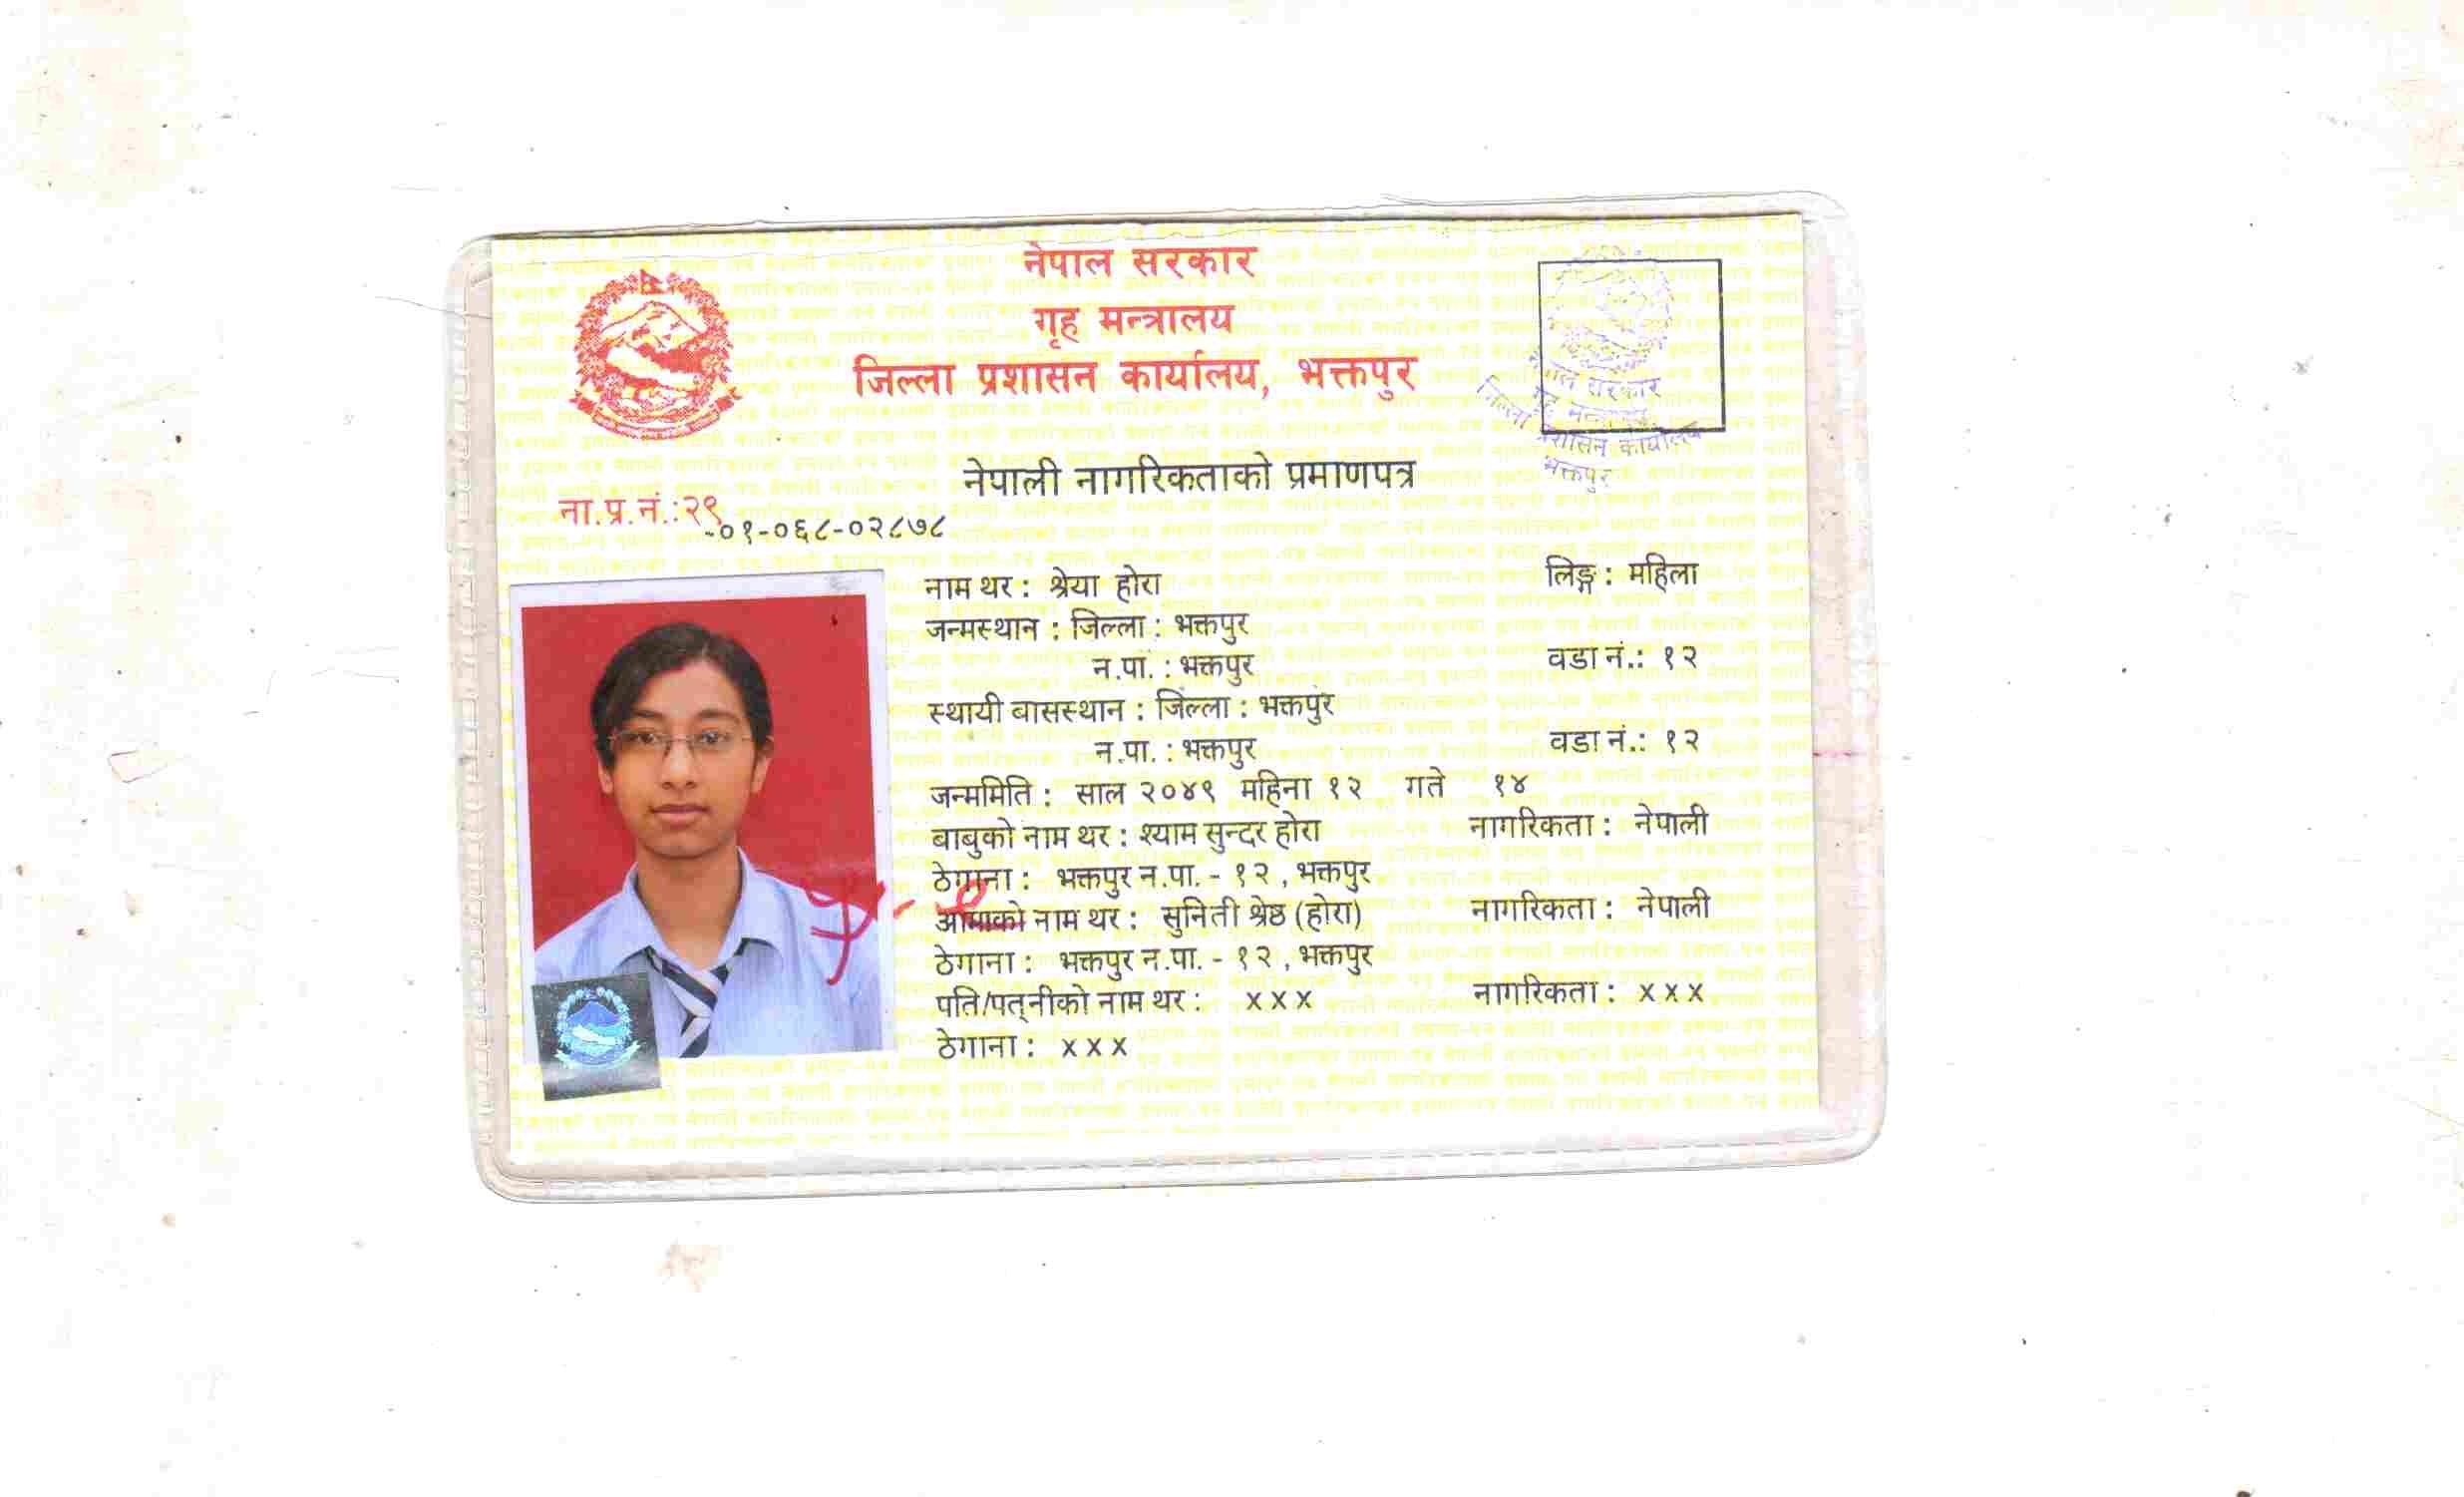 नेपाल सरकार
गृह मन्त्रालय
जिल्ला प्रशासन कार्यालय, भक्तपुर
नेपाल सरकार
गृह मन्त्रालय
जिल्ला प्रशासन कार्यालय
भक्तपुर
नेपाली नागरिकताको प्रमाणपत्र
ना.प्र.नं.:२९
-०१-०६८-०२८७८
नाम थर : श्रेया होरा लिङ्ग : महिला
जन्मस्थान : जिल्ला : भक्तपुर
न.पा. : भक्तपुर वडा नं.: १२
स्थायी बासस्थान : जिल्ला : भक्तपुर
न.पा. : भक्तपुर वडा नं.: १२
जन्ममिति : साल २०४९ महिना १२ गते १४
बाबुको नाम थर : श्याम सुन्दर होरा नागरिकता : नेपाली
ठेगाना : भक्तपुर न.पा. - १२ , भक्तपुर
आमाको नाम थर : सुनिती श्रेष्ठ (होरा) नागरिकता : नेपाली
ठेगाना : भक्तपुर न.पा. - १२ , भक्तपुर
पति/पत्नीको नाम थर : x x x नागरिकता : x x x
ठेगाना : x x x